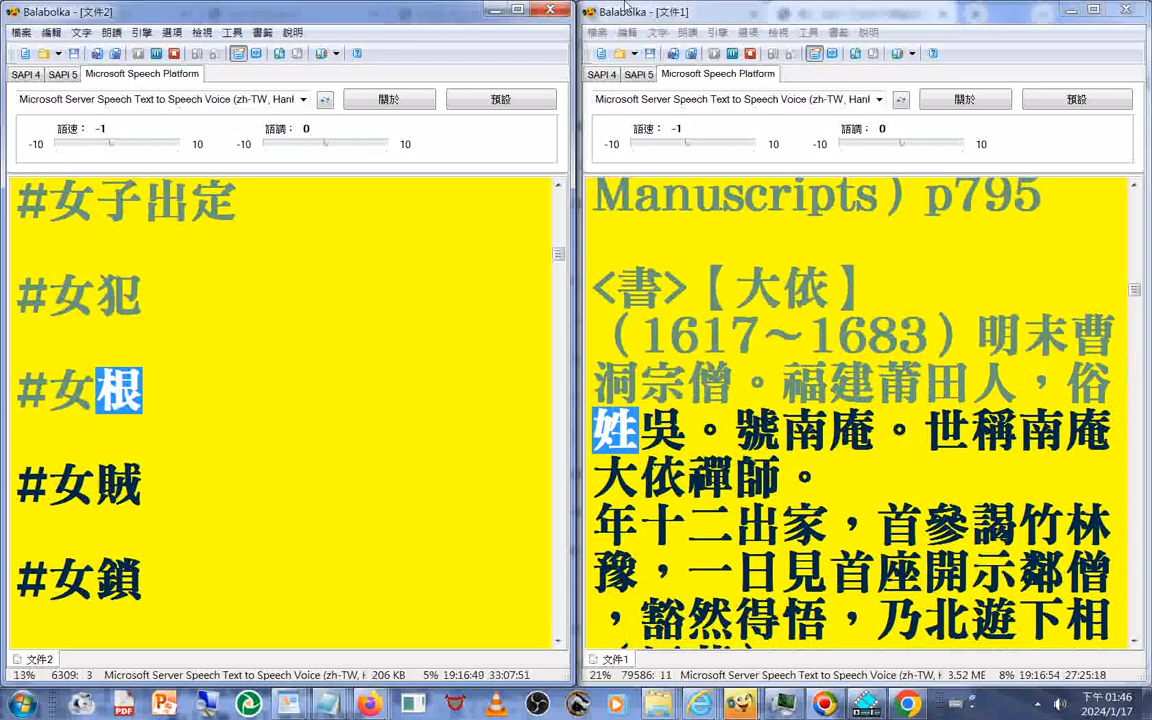 Balabolka - [文件2]
檔案 編輯 文字 朗讀 引擎 選項 檢視 工具 書籤 說明
SAPI 4 SAPI 5 Microsoft Speech Platform
Microsoft Server Speech Text to Speech Voice (zh-TW, Hanl
關於
預設
語速： -1
語調： 0
-10 10 -10 10
#女子出定
#女犯
#女根
#女賊
#女鎖
文件2
13% 6309: 3 Microsoft Server Speech Text to Speech Voice (zh-TW, H 206 KB 5% 19:16:49 33:07:51
Balabolka - [文件1]
檔案 編輯 文字 朗讀 引擎 選項 檢視 工具 書籤 說明
SAPI 4 SAPI 5 Microsoft Speech Platform
Microsoft Server Speech Text to Speech Voice (zh-TW, Hanl
關於
預設
語速： -1
語調： 0
-10 10 -10 10
Manuscripts）p795
<書>【大依】
（1617～1683）明末曹
洞宗僧。福建莆田人，俗
姓吳。號南庵。世稱南庵
大依禪師。
年十二出家，首參謁竹林
豫，一日見首座開示鄰僧
，豁然得悟，乃北遊下相
文件1
21% 79586: 11 Microsoft Server Speech Text to Speech Voice (zh-TW, H 3.52 ME 8% 19:16:54 27:25:18
下午 01:46
2024/1/17